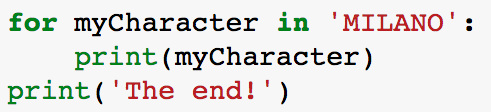 for myCharacter in 'MILANO':
    print(myCharacter)
print('The end!')